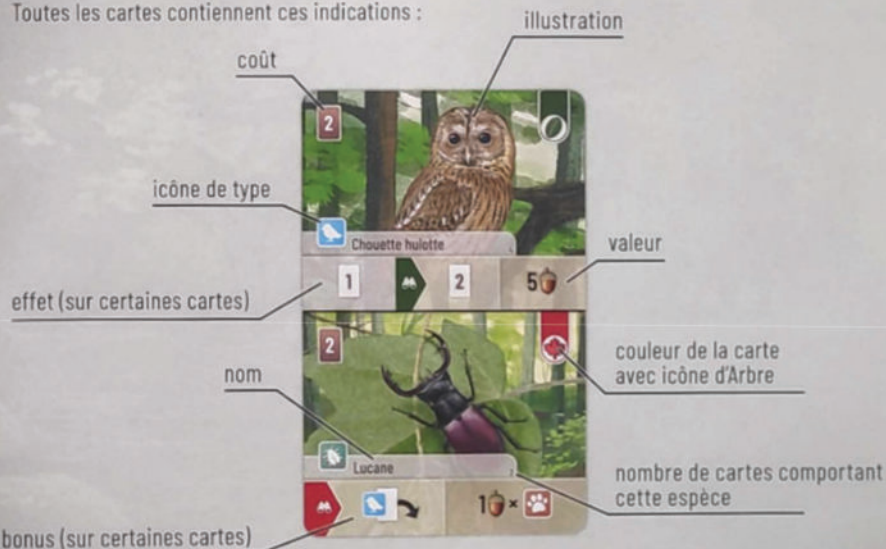 Toutes les cartes contiennent ces indications :
illustration
coût
2
icône de type
Chouette hulotte
valeur
1
2
5
effet (sur certaines cartes)
2
couleur de la carte
avec icône d'Arbre
nom
Lucane
nombre de cartes comportant
cette espèce
1 ×
bonus (sur certaines cartes)